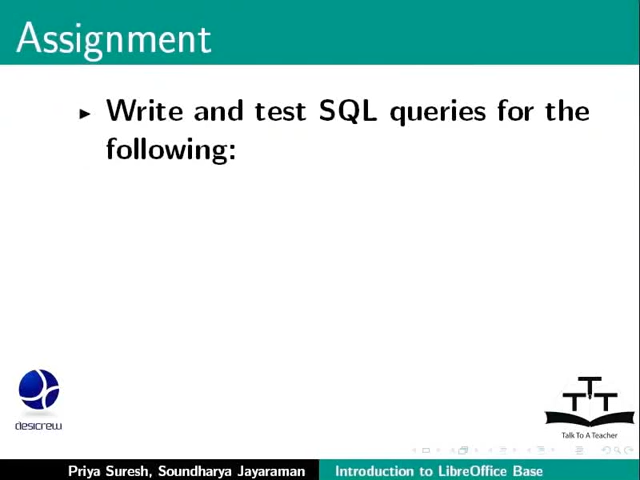 Assignment
Write and test SQL queries for the
following:
desicrew
T T T
Talk To A Teacher
Priya Suresh, Soundharya Jayaraman Introduction to LibreOffice Base